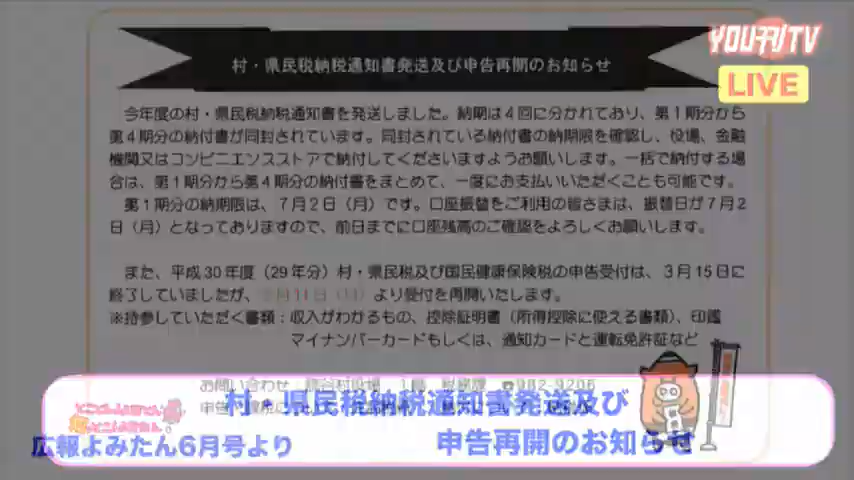 YOU刊TV
LIVE
村・県民税納税通知書発送及び申告再開のお知らせ
今年度の村・県民税納税通知書を発送しました。納期は4回に分かれており、第1期分から
第4期分の納付書が同封されています。同封されている納付書の納期限を確認し、役場、金融
機関又はコンビニエンスストアで納付してくださいますようお願いします。一括で納付する場
合は、第1期分から第4期分の納付書をまとめて、一度にお支払いいただくことも可能です。
第1期分の納期限は、7月2日（月）です。口座振替をご利用の皆さまは、振替日が7月2
日（月）となっておりますので、前日までに口座残高のご確認をよろしくお願いします。
また、平成30年度（29年分）村・県民税及び国民健康保険税の申告受付は、3月15日に
終了していましたが、 月11日（月）より受付を再開いたします。
※持参していただく書類：収入がわかるもの、控除証明書（所得控除に使える書類）、印鑑
マイナンバーカードもしくは、通知カードと運転免許証など
お問い合わせ：読谷村役場 1階 税務課 ☎982-9206
村・県民税納税通知書発送及び
広報よみたん6月号より
申告再開のお知らせ